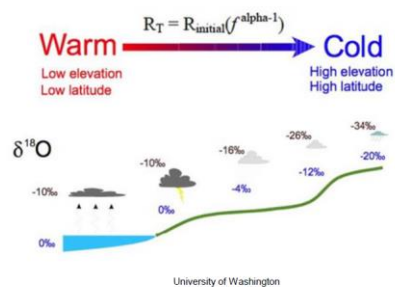 R_T = R_initial(f^alpha-1)
Warm
Cold
Low elevation
Low latitude
High elevation
High latitude
δ¹⁸O
-10‰
-10‰
-16‰
-26‰
-34‰
0‰
0‰
-4‰
-12‰
-20‰
University of Washington